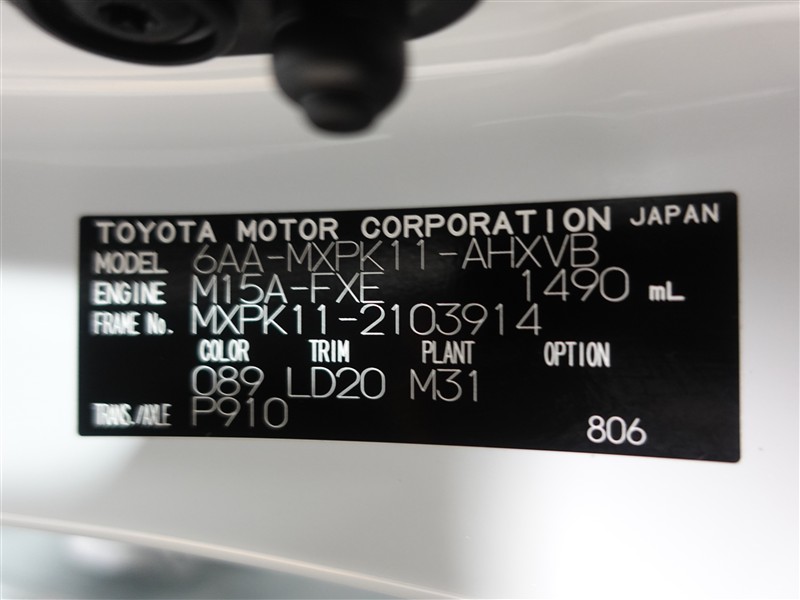 TOYOTA MOTOR CORPORATION JAPAN
MODEL 6AA-MXPK11-AHXVB
ENGINE M15A-FXE 1490 mL
FRAME No. MXPK11-2103914
COLOR TRIM PLANT OPTION
089 LD20 M31
TRANS./AXLE P910
806